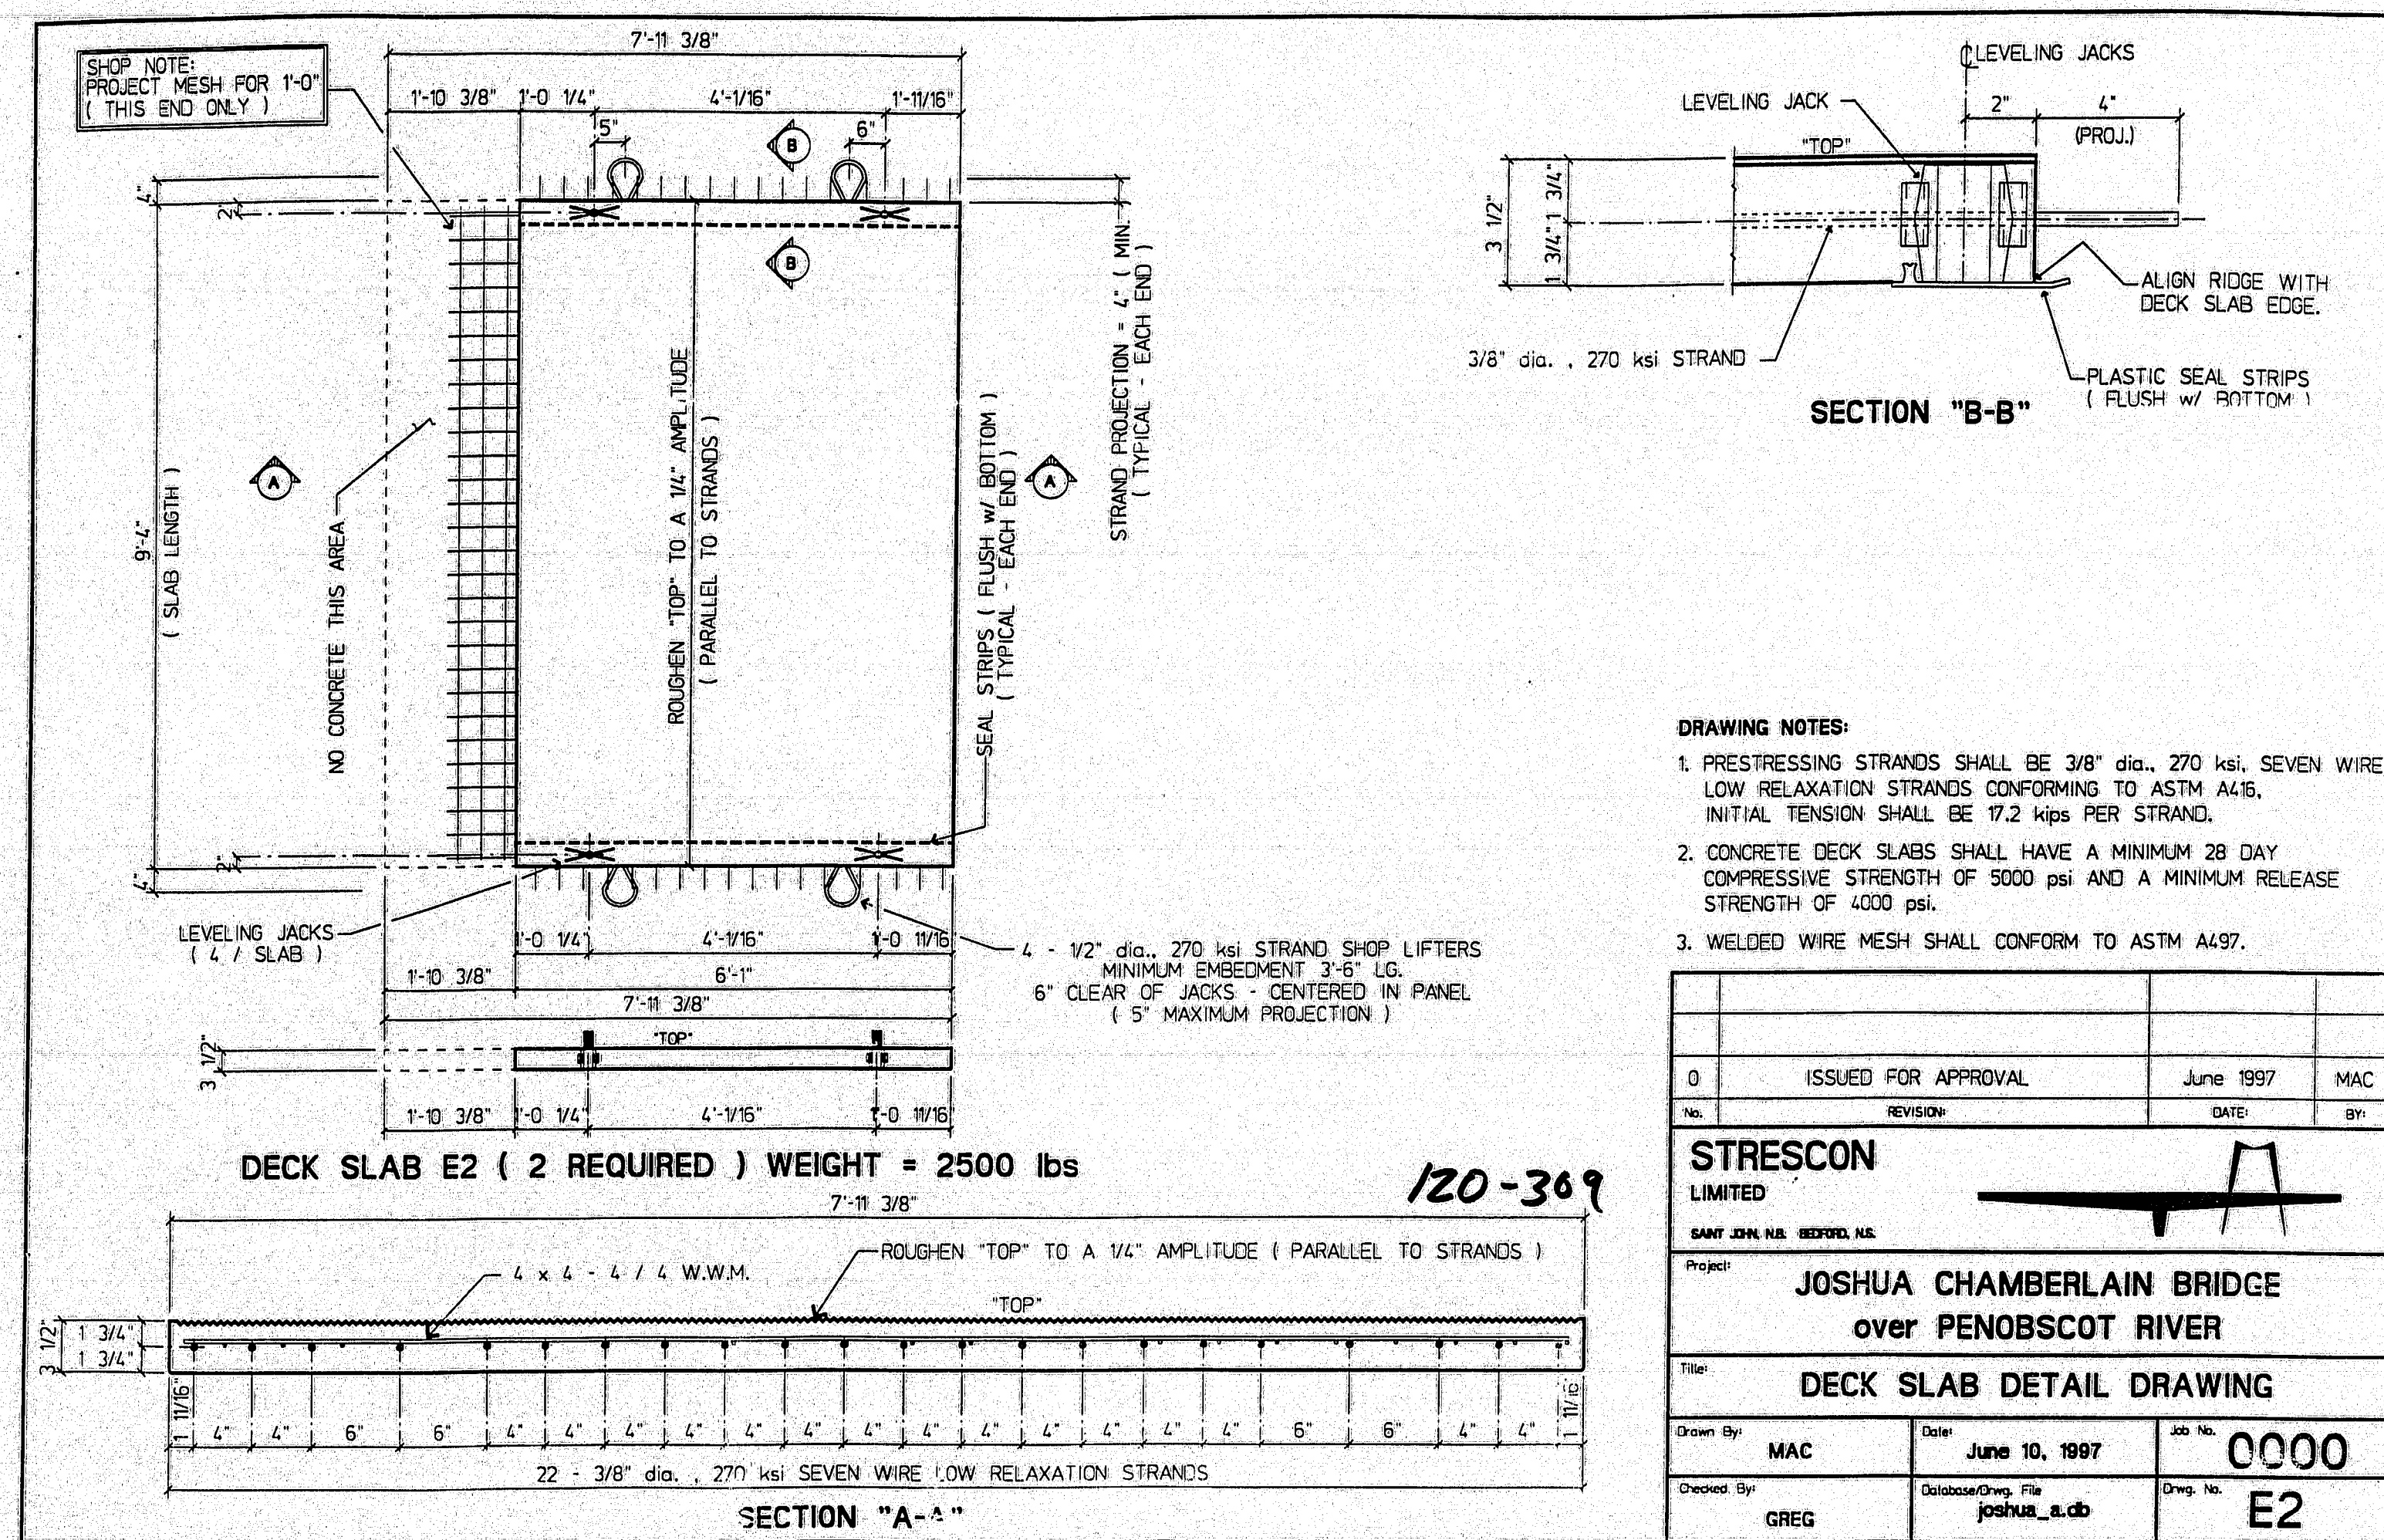 SHOP NOTE:
PROJECT MESH FOR 1'-0"
( THIS END ONLY )
7'-11 3/8"
1'-10 3/8" 1'-0 1/4" 4'-1/16" 1'-11/16"
5" 6"
B
B
4"
2"
9'-4"
( SLAB LENGTH )
A
NO CONCRETE THIS AREA
ROUGHEN "TOP" TO A 1/4" AMPLITUDE
( PARALLEL TO STRANDS )
SEAL STRIPS ( FLUSH w/ BOTTOM )
( TYPICAL - EACH END )
A
STRAND PROJECTION = 4" ( MIN.
( TYPICAL - EACH END )
2"
4"
LEVELING JACKS
( 4 / SLAB )
1'-0 1/4" 4'-1/16" 1'-0 11/16"
1'-10 3/8" 6'-1"
7'-11 3/8"
4 - 1/2" dia., 270 ksi STRAND SHOP LIFTERS
MINIMUM EMBEDMENT 3'-6" LG.
6" CLEAR OF JACKS - CENTERED IN PANEL
( 5" MAXIMUM PROJECTION )
"TOP"
3 1/2"
1'-10 3/8" 1'-0 1/4" 4'-1/16" 1'-0 11/16"
DECK SLAB E2 ( 2 REQUIRED ) WEIGHT = 2500 lbs
120-369
7'-11 3/8"
ROUGHEN "TOP" TO A 1/4" AMPLITUDE ( PARALLEL TO STRANDS )
4 x 4 - 4 / 4 W.W.M.
"TOP"
3 1/2"
1 3/4"
1 3/4"
1 11/16" 4" 4" 6" 6" 4" 4" 4" 4" 4" 4" 4" 4" 4" 4" 4" 4" 4" 6" 6" 4" 4" 1 11/16
22 - 3/8" dia. , 270 ksi SEVEN WIRE LOW RELAXATION STRANDS
SECTION "A-A"
℄ LEVELING JACKS
LEVELING JACK
2" 4"
(PROJ.)
"TOP"
3 1/2"
1 3/4"
1 3/4"
ALIGN RIDGE WITH
DECK SLAB EDGE.
3/8" dia. , 270 ksi STRAND
PLASTIC SEAL STRIPS
( FLUSH w/ BOTTOM )
SECTION "B-B"
DRAWING NOTES:
1. PRESTRESSING STRANDS SHALL BE 3/8" dia., 270 ksi, SEVEN WIRE
LOW RELAXATION STRANDS CONFORMING TO ASTM A416,
INITIAL TENSION SHALL BE 17.2 kips PER STRAND.
2. CONCRETE DECK SLABS SHALL HAVE A MINIMUM 28 DAY
COMPRESSIVE STRENGTH OF 5000 psi AND A MINIMUM RELEASE
STRENGTH OF 4000 psi.
3. WELDED WIRE MESH SHALL CONFORM TO ASTM A497.
0 ISSUED FOR APPROVAL June 1997 MAC
No. REVISION: DATE: BY:
STRESCON
LIMITED
SAINT JOHN, N.B. BEDFORD, N.S.
Project:
JOSHUA CHAMBERLAIN BRIDGE
over PENOBSCOT RIVER
Title:
DECK SLAB DETAIL DRAWING
Drawn By: Date: Job No.
MAC June 10, 1997 0000
Checked By: Database/Drwg. File Drwg. No.
GREG joshua_a.db E2